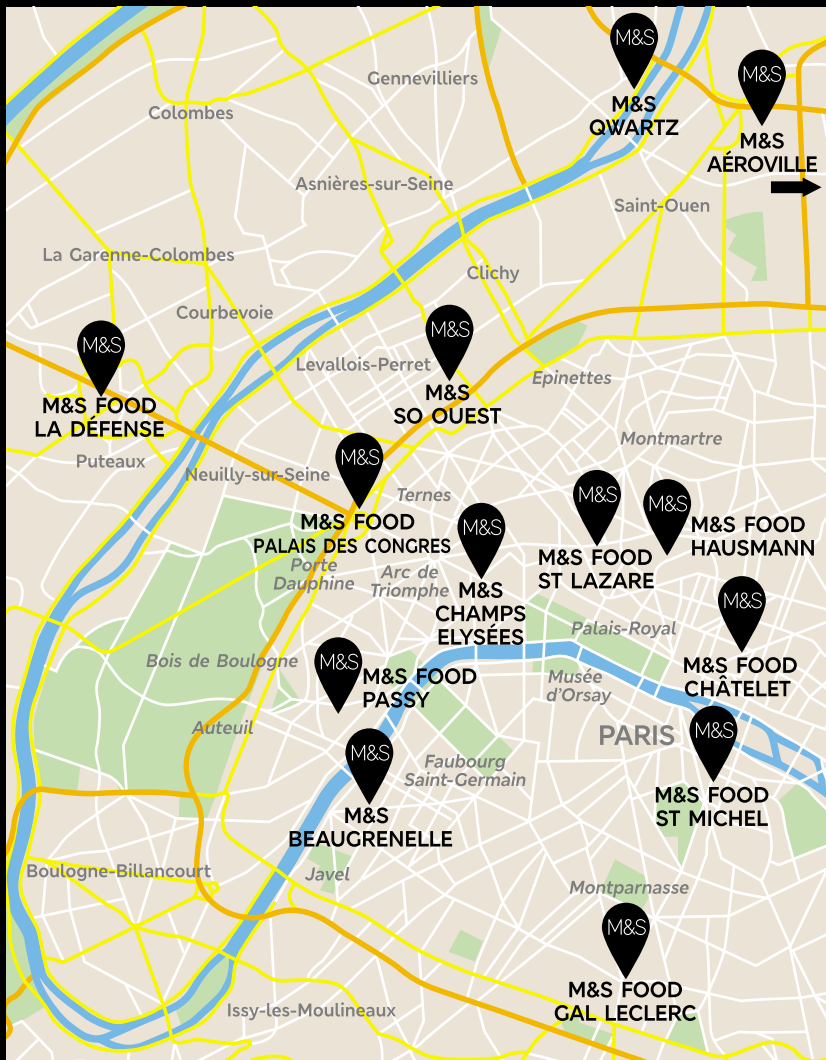 M&S
M&S
QWARTZ
M&S
M&S
AÉROVILLE
Gennevilliers
Colombes
Asnières-sur-Seine
Saint-Ouen
La Garenne-Colombes
Clichy
Courbevoie
M&S
M&S FOOD
LA DÉFENSE
M&S
M&S
SO OUEST
Levallois-Perret
Epinettes
Montmartre
Puteaux
Neuilly-sur-Seine
M&S
M&S FOOD
PALAIS DES CONGRES
Ternes
Porte
Dauphine
Arc de
Triomphe
M&S
M&S
CHAMPS
ELYSÉES
M&S
M&S FOOD
ST LAZARE
M&S
M&S FOOD
HAUSMANN
M&S
M&S FOOD
CHÂTELET
Palais-Royal
Bois de Boulogne
M&S
M&S FOOD
PASSY
Musée
d'Orsay
Auteuil
PARIS
M&S
M&S FOOD
ST MICHEL
M&S
M&S
BEAUGRENELLE
Faubourg
Saint-Germain
Boulogne-Billancourt
Javel
Montparnasse
M&S
M&S FOOD
GAL LECLERC
Issy-les-Moulineaux